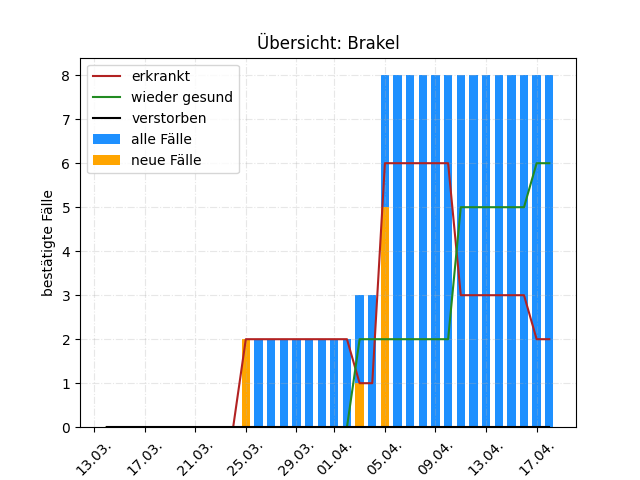 Übersicht: Brakel
erkrankt
wieder gesund
verstorben
alle Fälle
neue Fälle
bestätigte Fälle
8
7
6
5
4
3
2
1
0
13.03.
17.03.
21.03.
25.03.
29.03.
01.04.
05.04.
09.04.
13.04.
17.04.